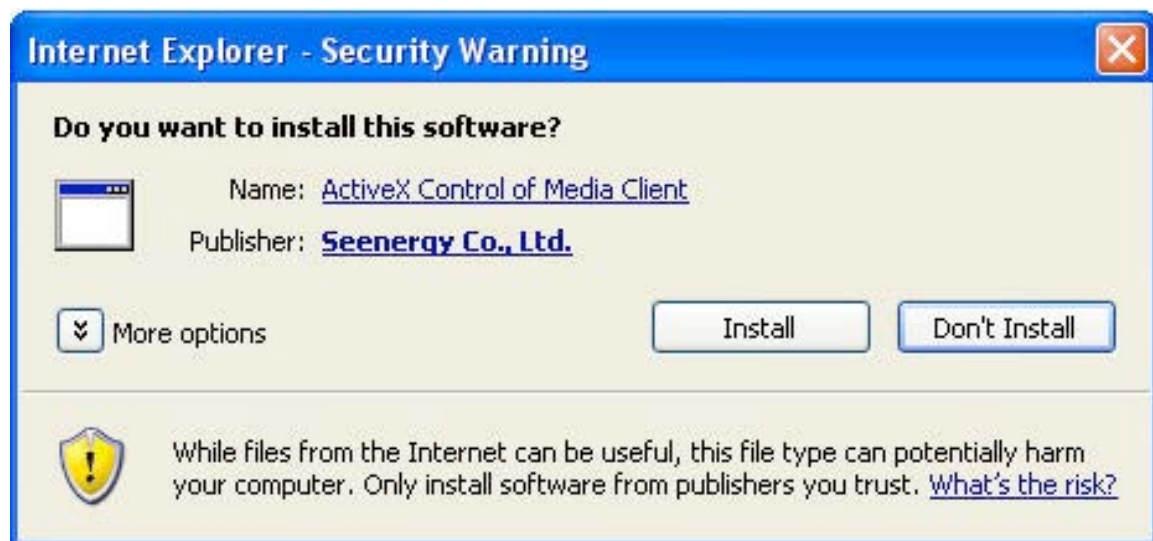 Internet Explorer - Security Warning
Do you want to install this software?
Name: ActiveX Control of Media Client
Publisher: Seenergy Co., Ltd.
More options
Install
Don't Install
While files from the Internet can be useful, this file type can potentially harm
your computer. Only install software from publishers you trust. What's the risk?